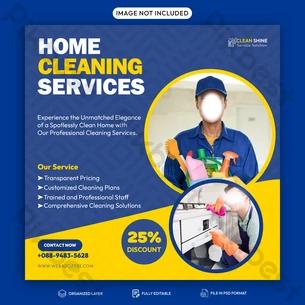 IMAGE NOT INCLUDED
CLEAN SHINE
HOME
CLEANING
SERVICES
Experience the Unmatched Elegance
of a Spotlessly Clean Home with
Our Professional Cleaning Services.
Our Service
Transparent Pricing
Customized Cleaning Plans
Trained and Professional Staff
Comprehensive Cleaning Solutions
CONTACT NOW
+088-9483-5628
25%
DISCOUNT
ORGANIZED LAYER
FULLY EDITABLE
FILE IN PSD FORMAT